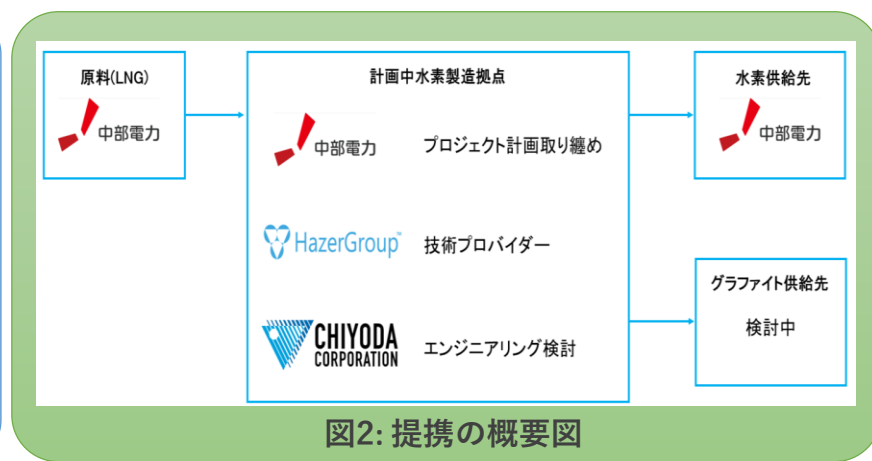 原料(LNG)
中部電力
計画中水素製造拠点
中部電力 プロジェクト計画取り纏め
HazerGroup™ 技術プロバイダー
CHIYODA
CORPORATION
エンジニアリング検討
水素供給先
中部電力
グラファイト供給先
検討中
図2: 提携の概要図